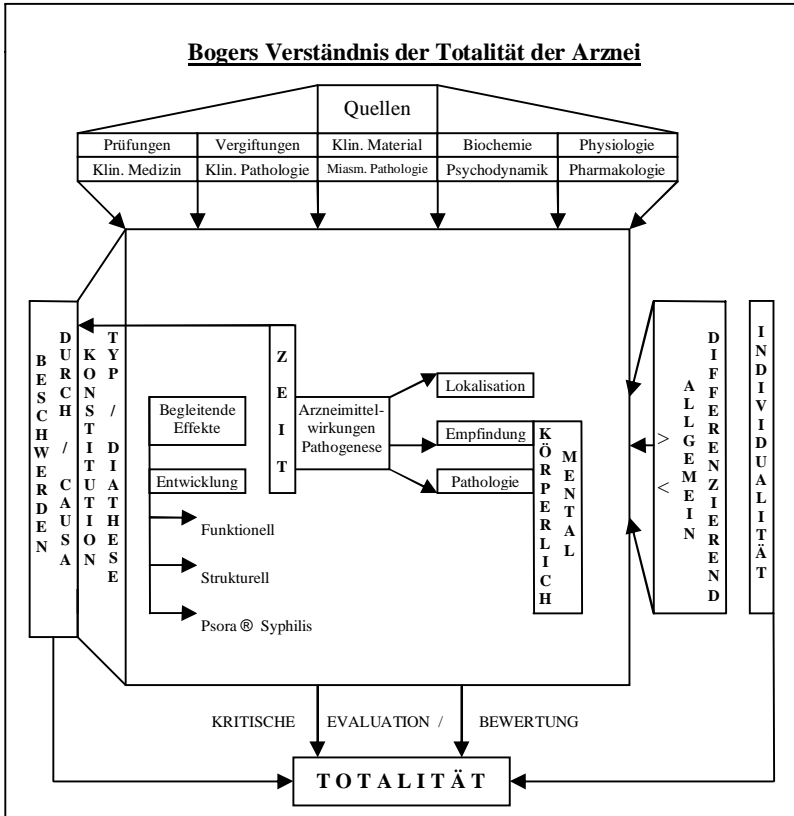 Bogers Verständnis der Totalität der Arznei
Quellen
Prüfungen Vergiftungen Klin. Material Biochemie Physiologie
Klin. Medizin Klin. Pathologie Miasm. Pathologie Psychodynamik Pharmakologie
BESCHWERDEN
DURCH / CAUSA
KONSTITUTION
TYP / DIATHESE
ZEIT
Begleitende
Effekte
Entwicklung
Funktionell
Strukturell
Psora ® Syphilis
Arzneimittel-
wirkungen
Pathogenese
Lokalisation
Empfindung
Pathologie
KÖRPERLICH
MENTAL
> <
ALLGEMEIN
DIFFERENZIEREND
INDIVIDUALITÄT
KRITISCHE EVALUATION / BEWERTUNG
TOTALITÄT